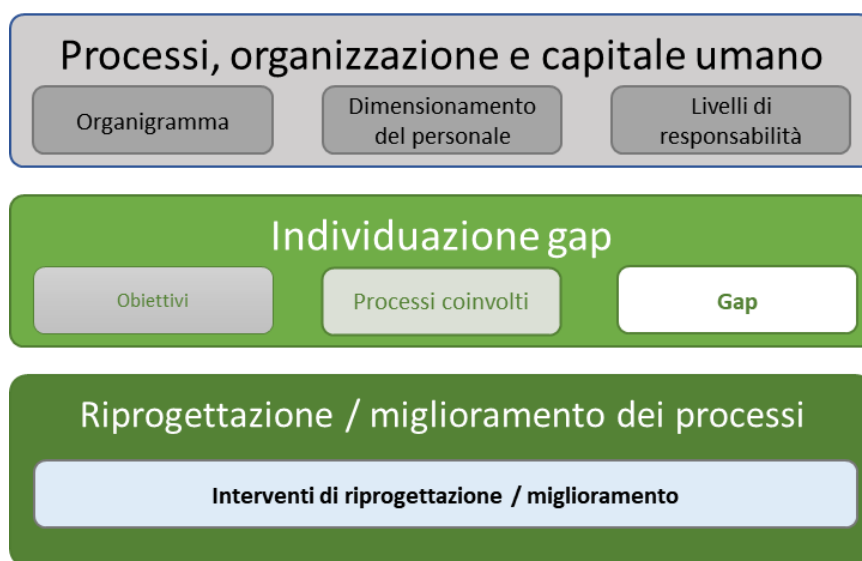 Processi, organizzazione e capitale umano
Organigramma
Dimensionamento
del personale
Livelli di
responsabilità
Individuazione gap
Obiettivi
Processi coinvolti
Gap
Riprogettazione / miglioramento dei processi
Interventi di riprogettazione / miglioramento